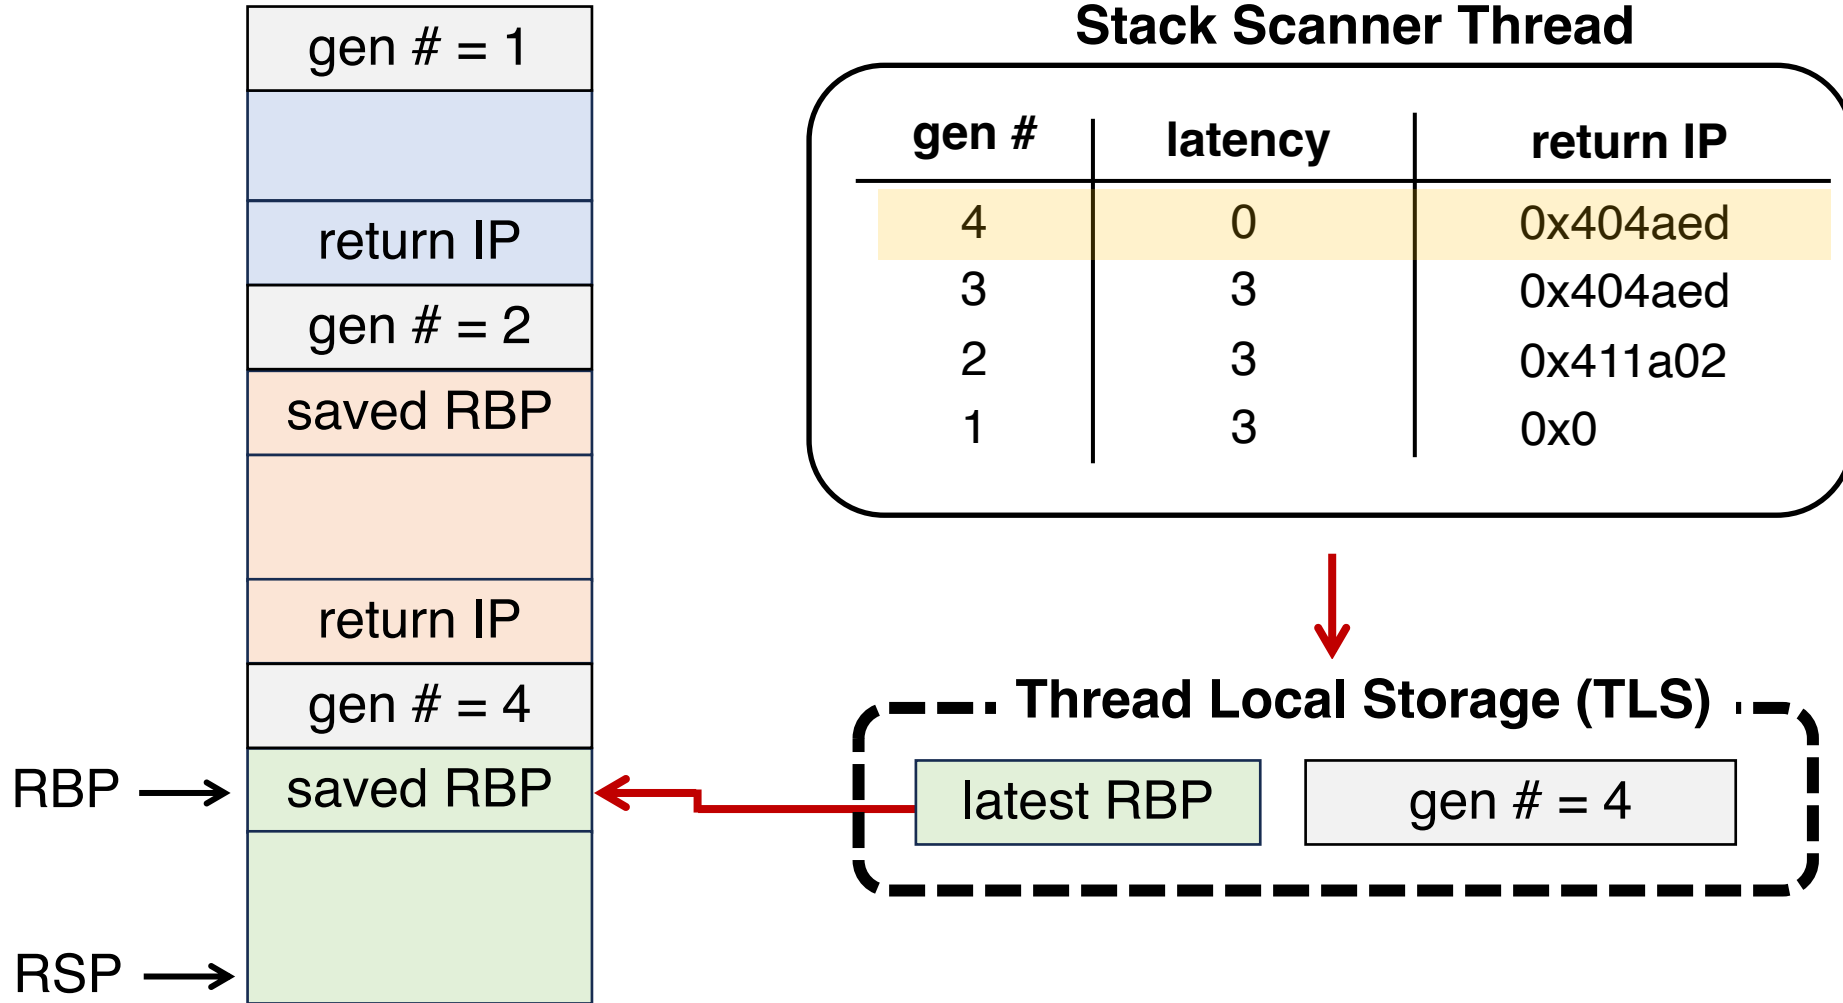 gen # = 1
return IP
gen # = 2
saved RBP
return IP
gen # = 4
RBP
saved RBP
RSP
Stack Scanner Thread
gen # latency return IP
4 0 0x404aed
3 3 0x404aed
2 3 0x411a02
1 3 0x0
Thread Local Storage (TLS)
latest RBP gen # = 4